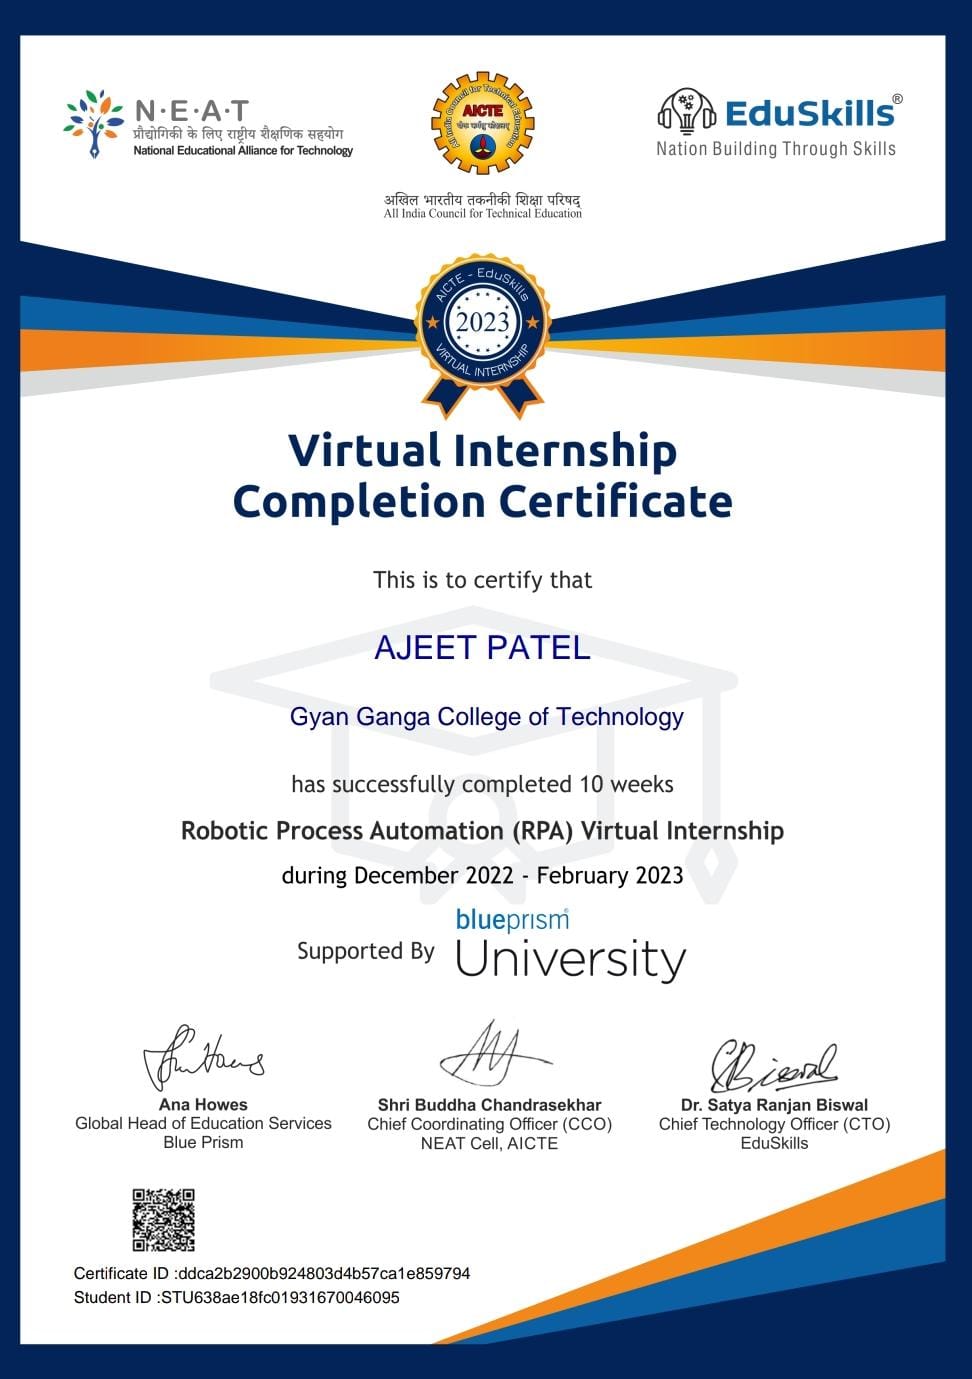 N·E·A·T
प्रौद्योगिकी के लिए राष्ट्रीय शैक्षणिक सहयोग
National Educational Alliance for Technology
All India Council for Technical Education
AICTE
अखिल भारतीय तकनीकी शिक्षा परिषद्
All India Council for Technical Education
EduSkills®
Nation Building Through Skills
AICTE - EduSkills
2023
VIRTUAL INTERNSHIP
Virtual Internship
Completion Certificate
This is to certify that
AJEET PATEL
Gyan Ganga College of Technology
has successfully completed 10 weeks
Robotic Process Automation (RPA) Virtual Internship
during December 2022 - February 2023
Supported By
blueprism®
University
Ana Howes
Global Head of Education Services
Blue Prism
Shri Buddha Chandrasekhar
Chief Coordinating Officer (CCO)
NEAT Cell, AICTE
Dr. Satya Ranjan Biswal
Chief Technology Officer (CTO)
EduSkills
Certificate ID :ddca2b2900b924803d4b57ca1e859794
Student ID :STU638ae18fc01931670046095